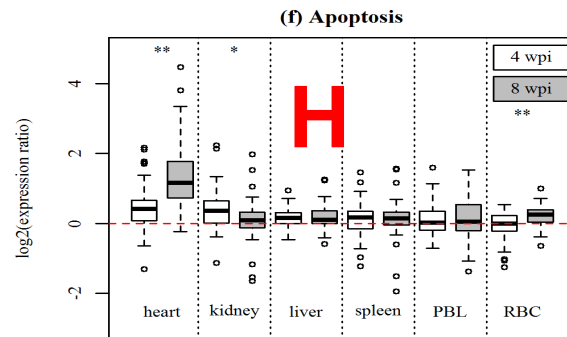 (f) Apoptosis
** *
4 wpi
8 wpi
**
H
log2(expression ratio)
4
2
0
-2
heart kidney liver spleen PBL RBC